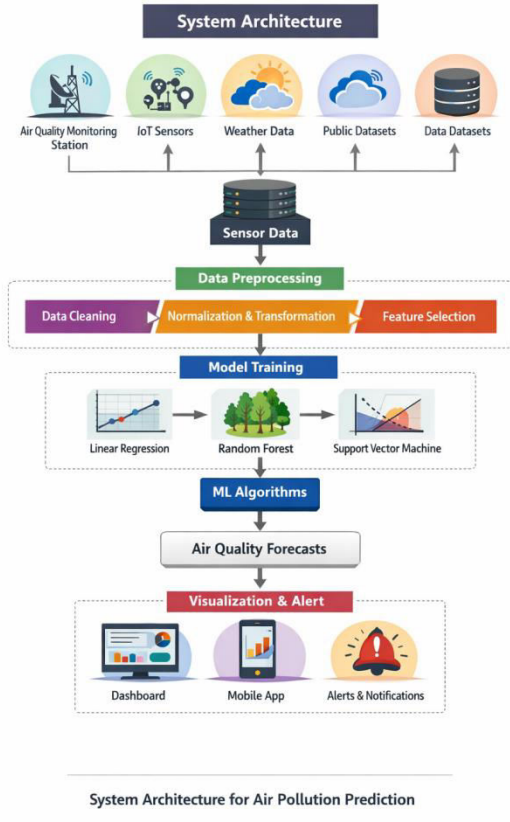 System Architecture
Air Quality Monitoring
Station
IoT Sensors
Weather Data
Public Datasets
Data Datasets
Sensor Data
Data Preprocessing
Data Cleaning
Normalization & Transformation
Feature Selection
Model Training
Linear Regression
Random Forest
Support Vector Machine
ML Algorithms
Air Quality Forecasts
Visualization & Alert
Dashboard
Mobile App
Alerts & Notifications
System Architecture for Air Pollution Prediction